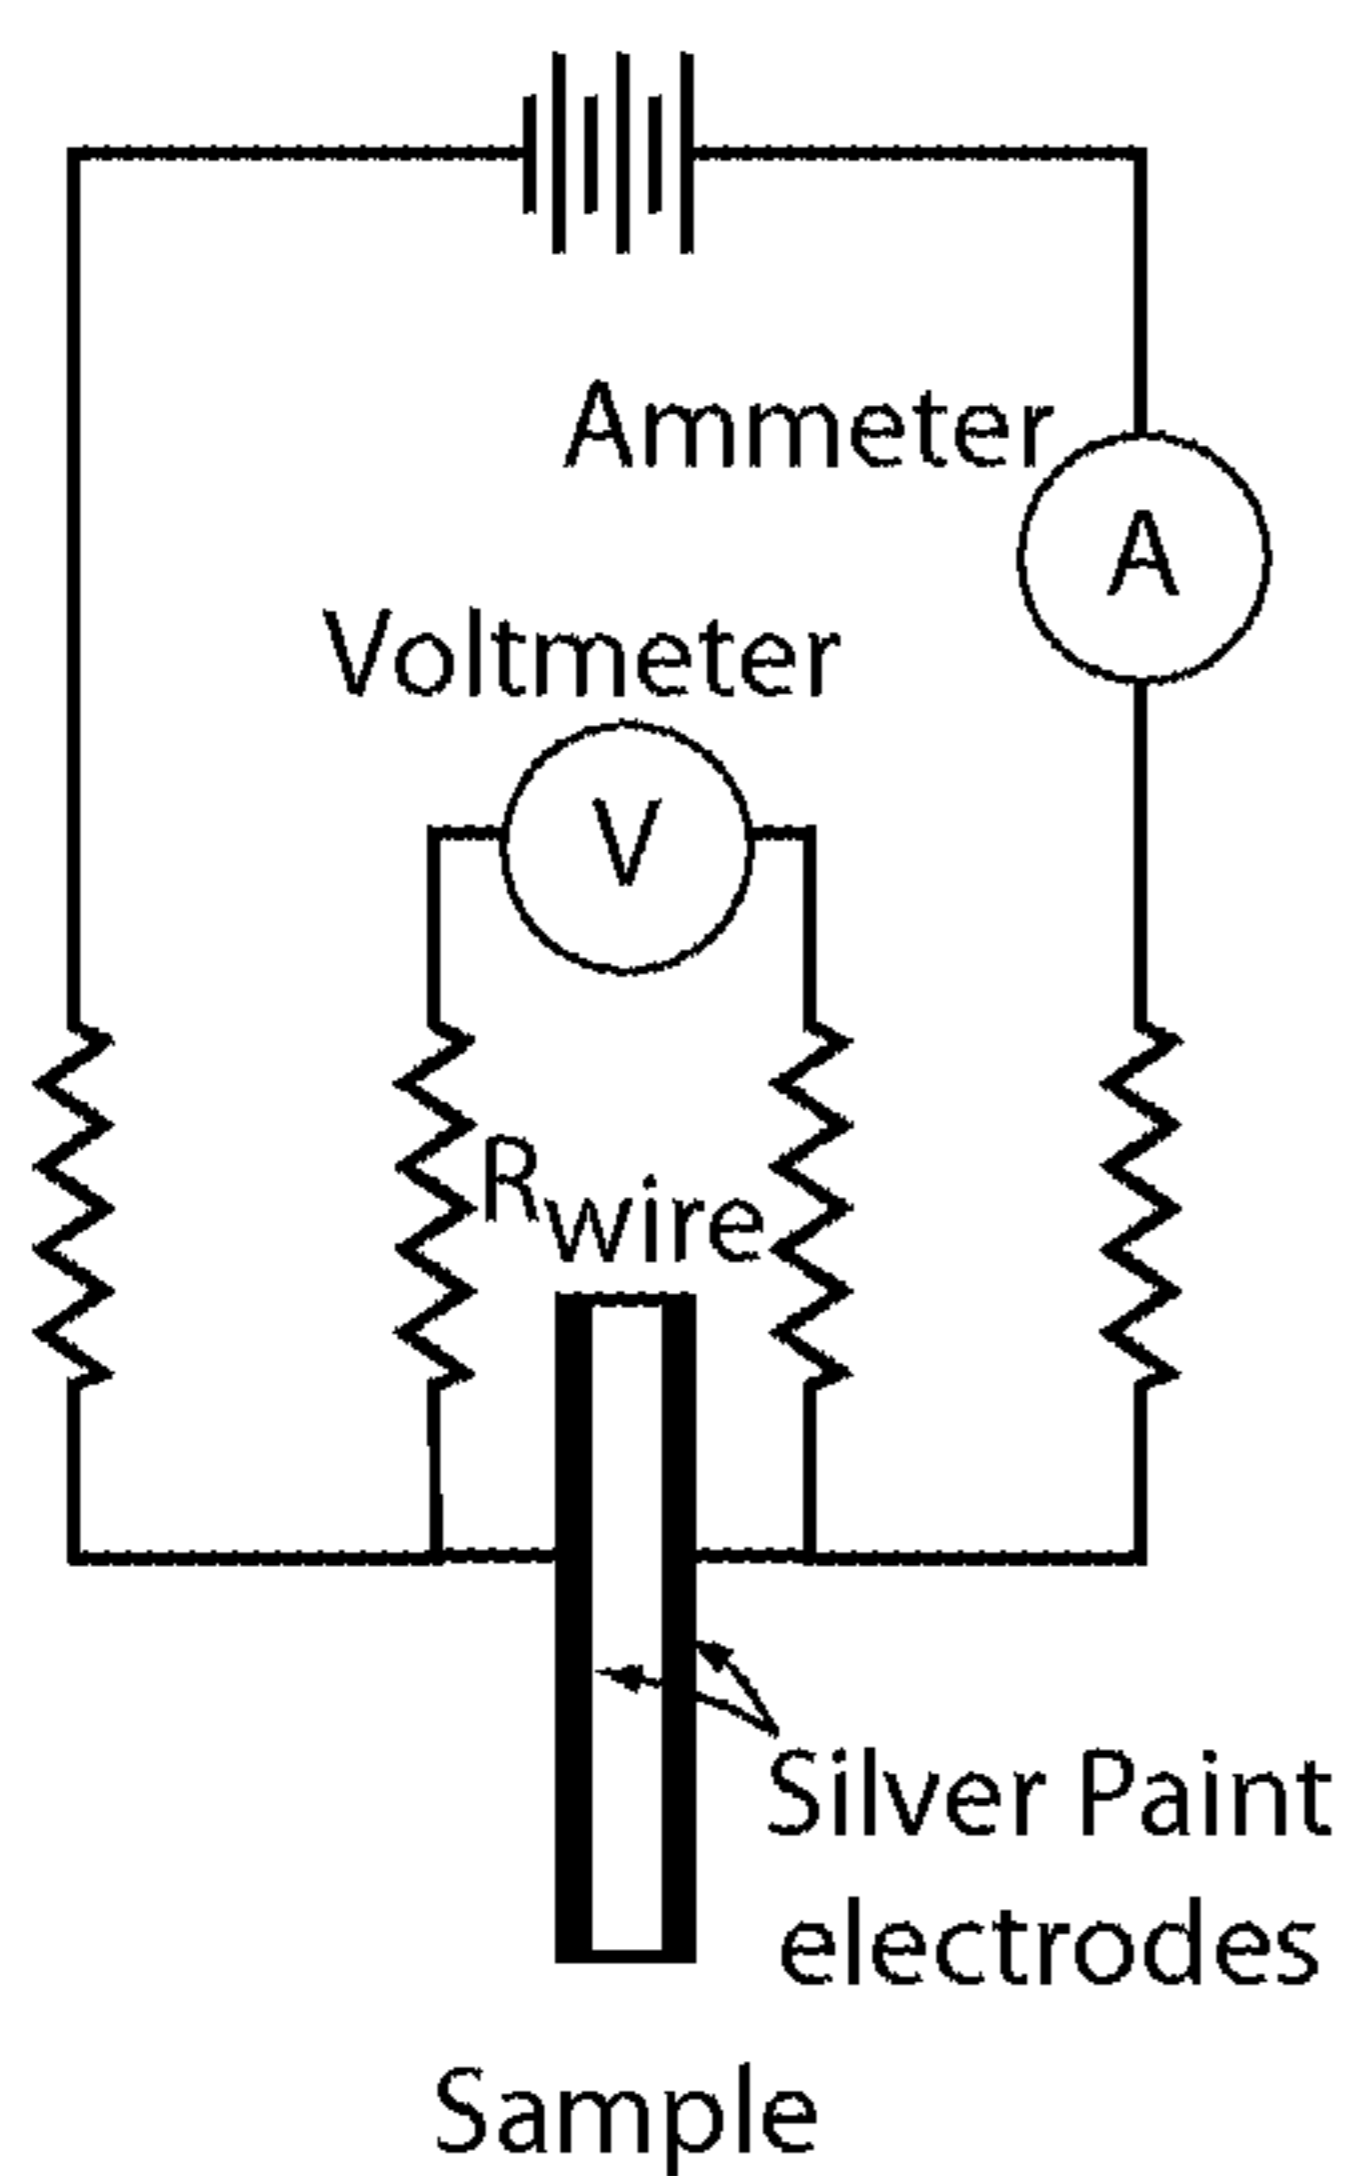 Ammeter
A
Voltmeter
V
Rwire
Silver Paint
electrodes
Sample